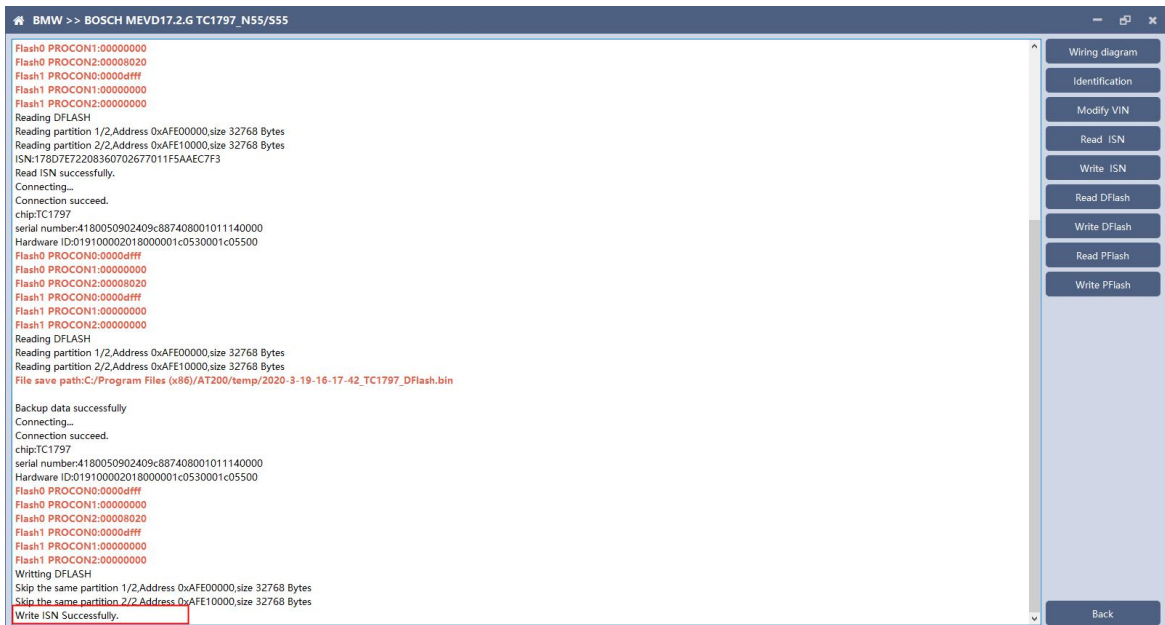 BMW >> BOSCH MEVD17.2.G TC1797_N55/S55
Flash0 PROCON1:00000000
Flash0 PROCON2:00008020
Flash1 PROCON0:0000dfff
Flash1 PROCON1:00000000
Flash1 PROCON2:00000000
Reading DFLASH
Reading partition 1/2,Address 0xAFE00000,size 32768 Bytes
Reading partition 2/2,Address 0xAFE10000,size 32768 Bytes
ISN:178D7E72208360702677011F5AAEC7F3
Read ISN successfully.
Connecting...
Connection succeed.
chip:TC1797
serial number:4180050902409c887408001011140000
Hardware ID:019100002018000001c0530001c05500
Flash0 PROCON0:0000dfff
Flash0 PROCON1:00000000
Flash0 PROCON2:00008020
Flash1 PROCON0:0000dfff
Flash1 PROCON1:00000000
Flash1 PROCON2:00000000
Reading DFLASH
Reading partition 1/2,Address 0xAFE00000,size 32768 Bytes
Reading partition 2/2,Address 0xAFE10000,size 32768 Bytes
File save path:C:/Program Files (x86)/AT200/temp/2020-3-19-16-17-42_TC1797_DFlash.bin
Backup data successfully
Connecting...
Connection succeed.
chip:TC1797
serial number:4180050902409c887408001011140000
Hardware ID:019100002018000001c0530001c05500
Flash0 PROCON0:0000dfff
Flash0 PROCON1:00000000
Flash0 PROCON2:00008020
Flash1 PROCON0:0000dfff
Flash1 PROCON1:00000000
Flash1 PROCON2:00000000
Writting DFLASH
Skip the same partition 1/2,Address 0xAFE00000,size 32768 Bytes
Skip the same partition 2/2,Address 0xAFE10000,size 32768 Bytes
Write ISN Successfully.
Wiring diagram
Identification
Modify VIN
Read ISN
Write ISN
Read DFlash
Write DFlash
Read PFlash
Write PFlash
Back